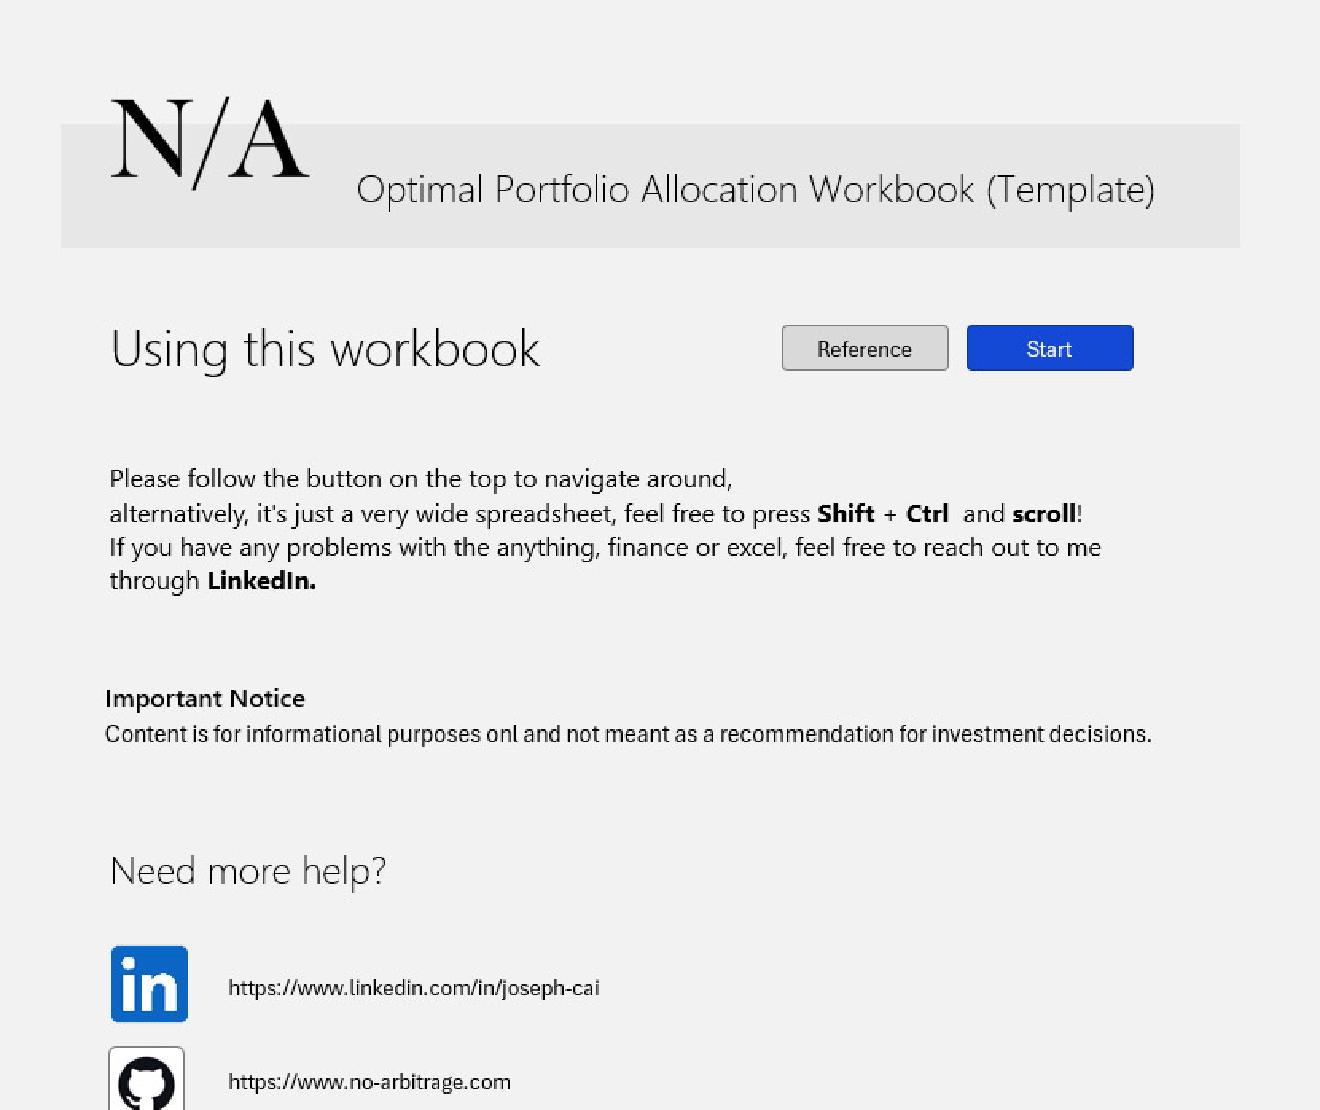 N/A
Optimal Portfolio Allocation Workbook (Template)
Using this workbook
Reference
Start
Please follow the button on the top to navigate around,
alternatively, it's just a very wide spreadsheet, feel free to press Shift + Ctrl  and scroll!
If you have any problems with the anything, finance or excel, feel free to reach out to me
through LinkedIn.
Important Notice
Content is for informational purposes onl and not meant as a recommendation for investment decisions.
Need more help?
in
https://www.linkedin.com/in/joseph-cai
https://www.no-arbitrage.com